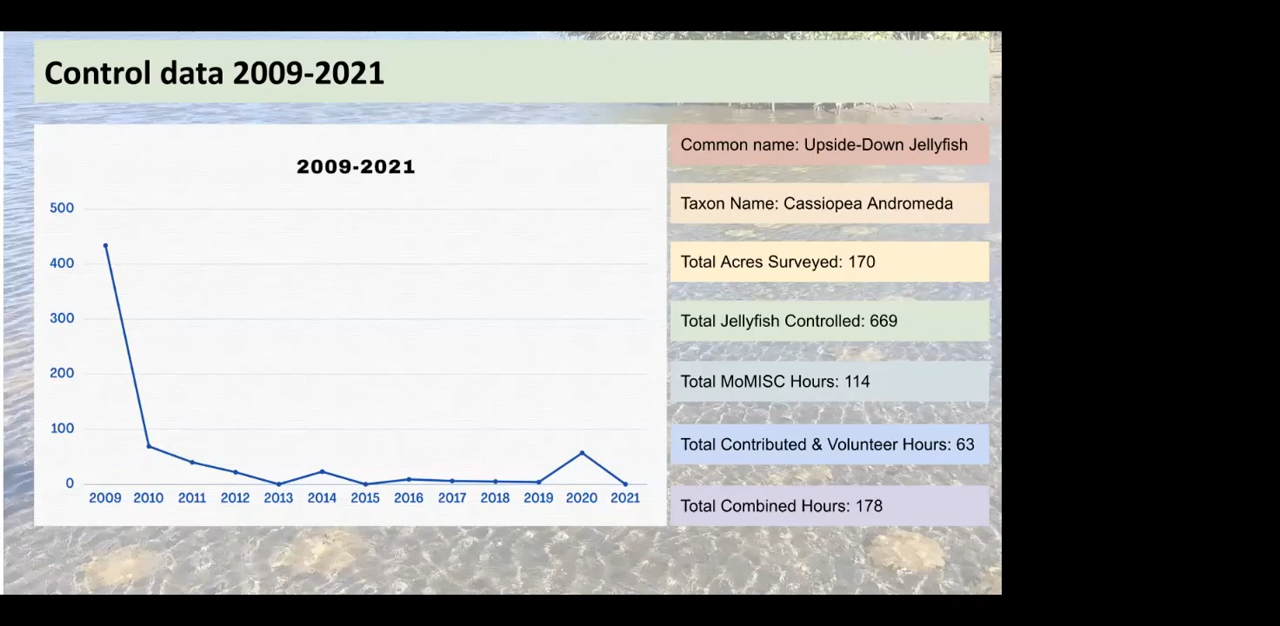 Control data 2009-2021
2009-2021
500
400
300
200
100
0
2009 2010 2011 2012 2013 2014 2015 2016 2017 2018 2019 2020 2021
Common name: Upside-Down Jellyfish
Taxon Name: Cassiopea Andromeda
Total Acres Surveyed: 170
Total Jellyfish Controlled: 669
Total MoMISC Hours: 114
Total Contributed & Volunteer Hours: 63
Total Combined Hours: 178